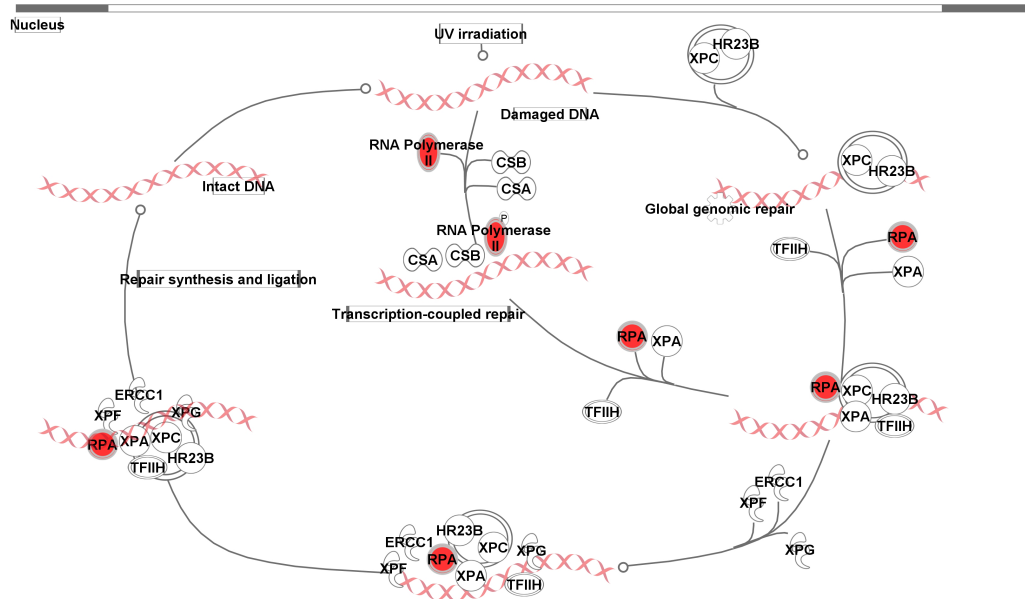 Nucleus
UV irradiation
HR23B
XPC
Damaged DNA
RNA Polymerase
II
CSB
CSA
XPC
HR23B
Intact DNA
Global genomic repair
P
RNA Polymerase
II
CSA
CSB
RPA
TFIIH
XPA
Repair synthesis and ligation
Transcription-coupled repair
RPA
XPA
TFIIH
RPA
XPC
HR23B
XPA
TFIIH
ERCC1
XPF
XPG
RPA
XPA
XPC
HR23B
TFIIH
ERCC1
XPF
XPG
HR23B
ERCC1
RPA
XPC
XPG
XPF
XPA
TFIIH